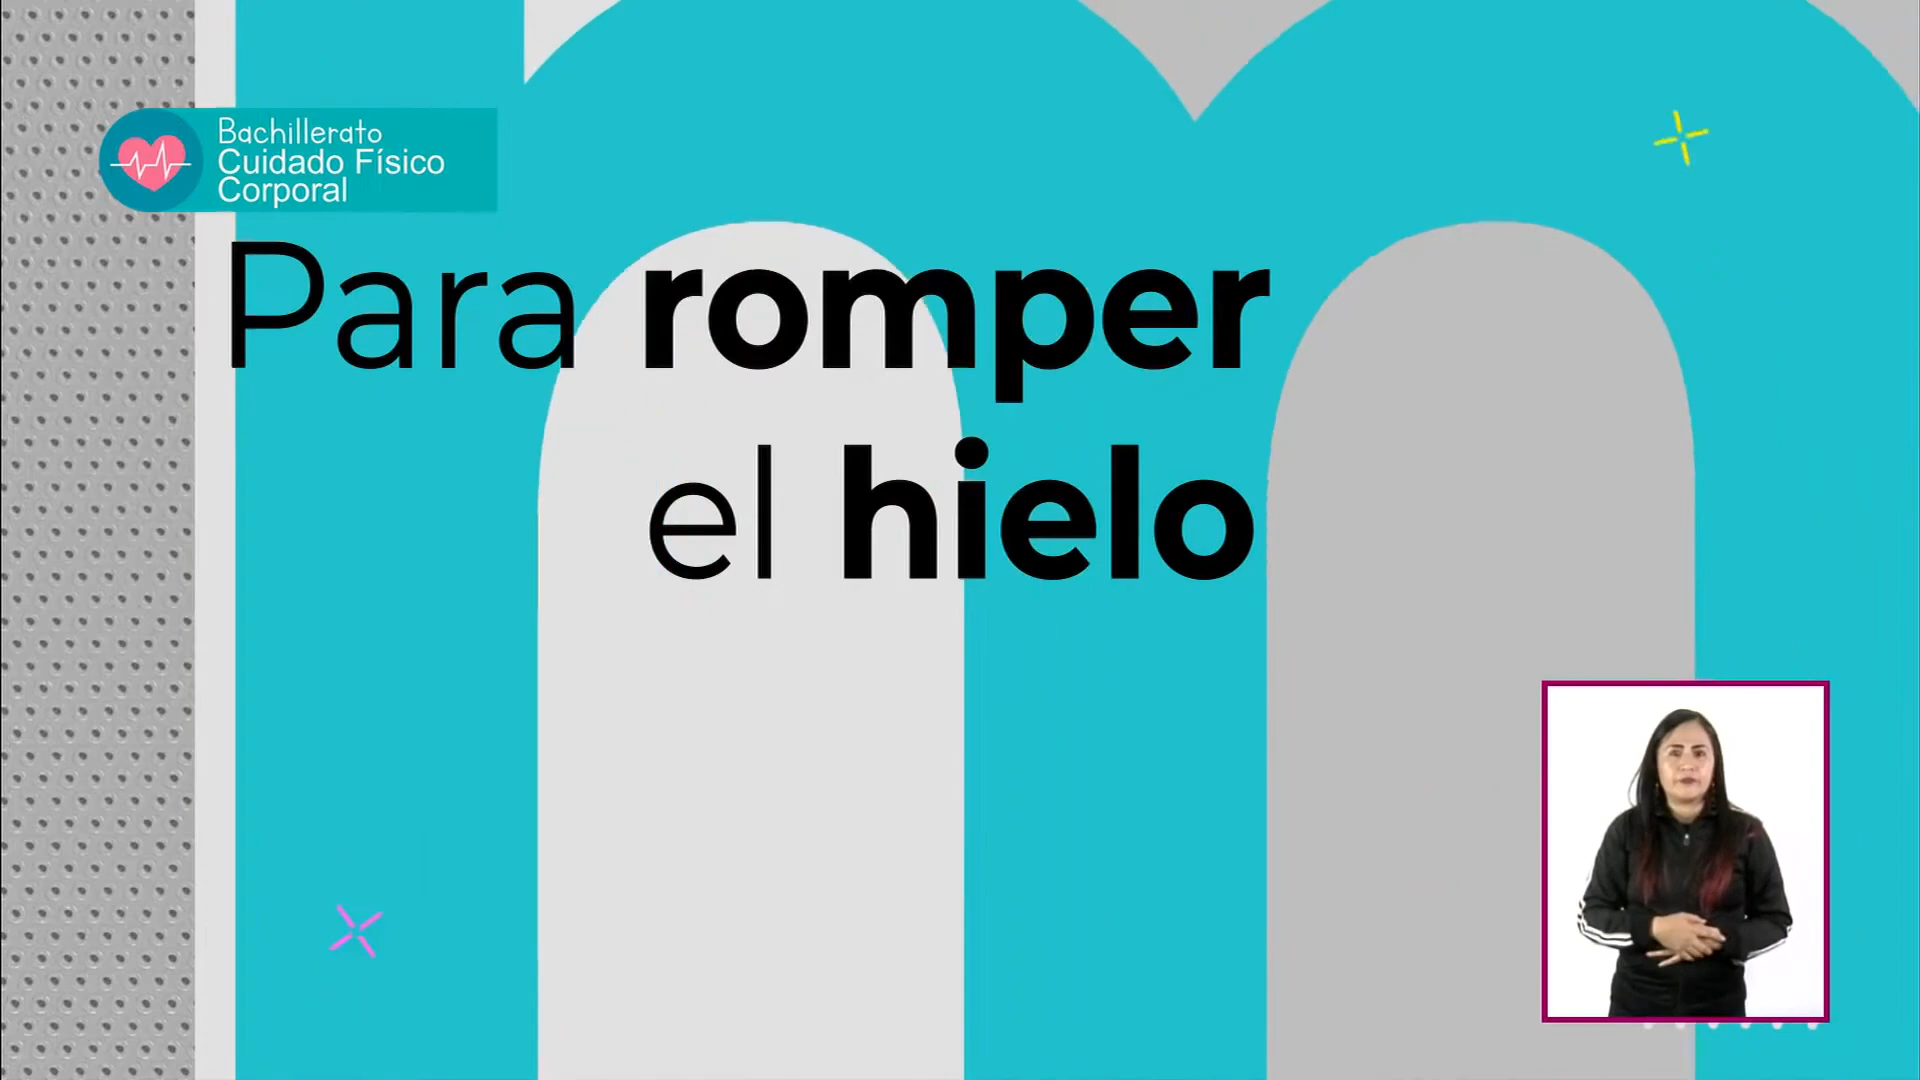 Bachillerato
Cuidado Físico
Corporal
Para romper
el hielo